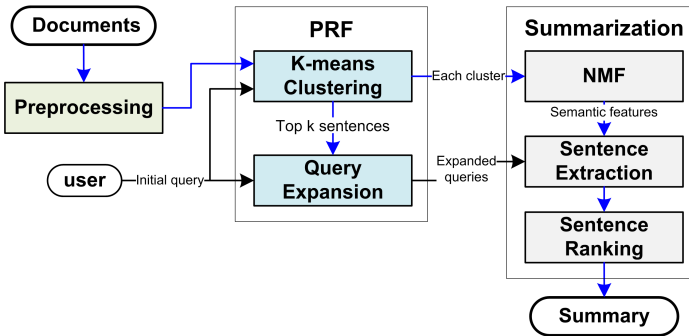 Documents
PRF
Summarization
K-means
Clustering
Each cluster
NMF
Preprocessing
Semantic features
Top k sentences
user
Initial query
Query
Expansion
Expanded
queries
Sentence
Extraction
Sentence
Ranking
Summary